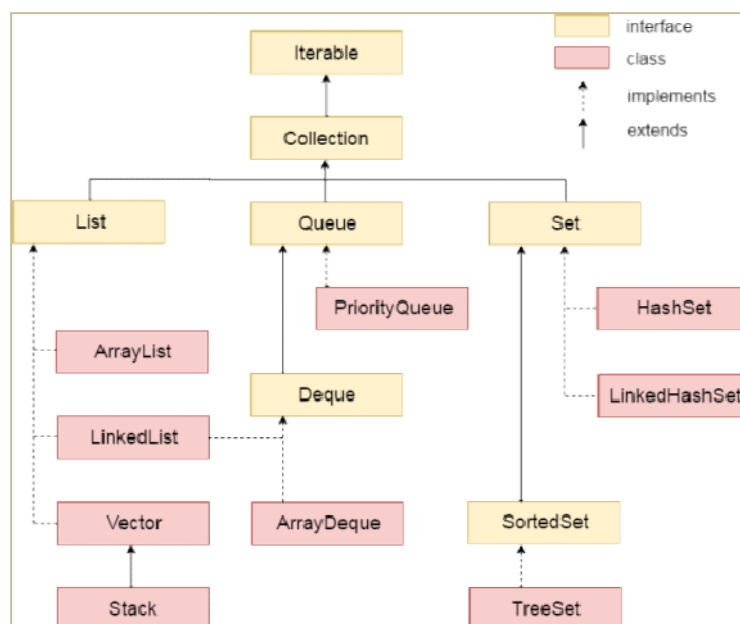 interface
Iterable
class
implements
Collection
extends
List
Queue
Set
PriorityQueue
HashSet
ArrayList
Deque
LinkedHashSet
LinkedList
Vector
ArrayDeque
SortedSet
Stack
TreeSet